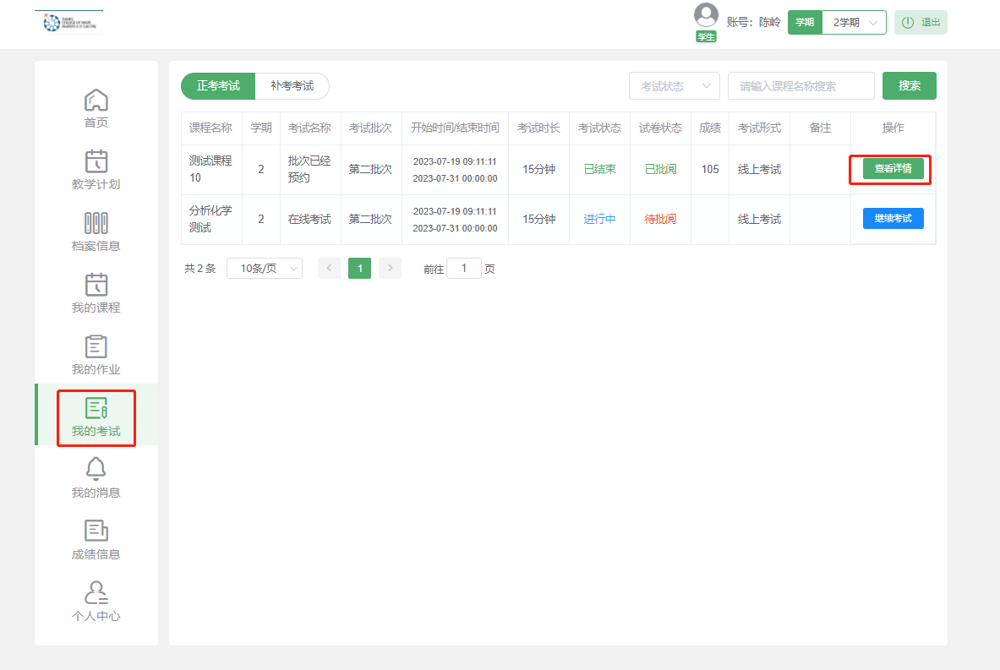 学生
账号：陈岭
学期
2学期
退出
首页
教学计划
档案信息
我的课程
我的作业
我的考试
我的消息
成绩信息
个人中心
正考考试
补考考试
考试状态
请输入课程名称搜索
搜索
课程名称 学期 考试名称 考试批次 开始时间/结束时间 考试时长 考试状态 试卷状态 成绩 考试形式 备注 操作
测试课程 批次已经 2023-07-19 09:11:11
2 第二批次 15分钟 已结束 已批阅 105 线上考试 查看详情
10 预约 2023-07-31 00:00:00
分析化学 2023-07-19 09:11:11
2 在线考试 第二批次 15分钟 进行中 待批阅 线上考试 继续考试
测试 2023-07-31 00:00:00
共 2 条 10条/页 < 1 > 前往 1 页